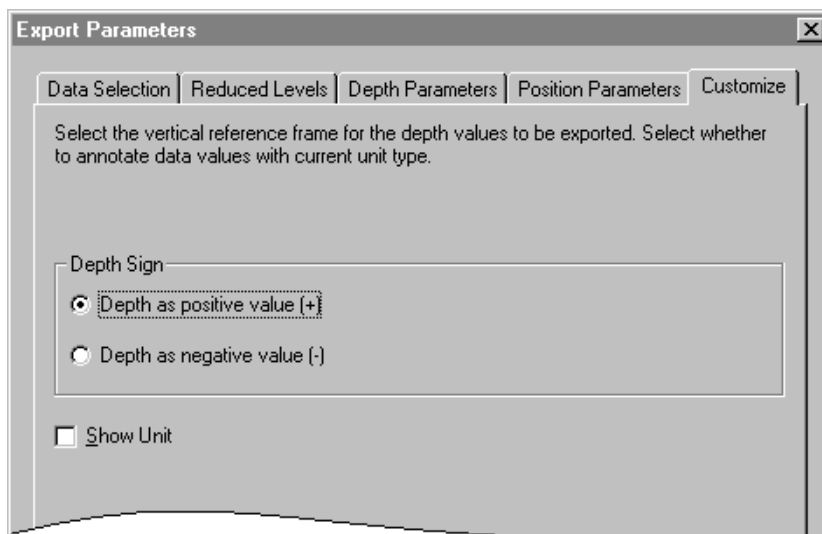 Export Parameters
Data Selection Reduced Levels Depth Parameters Position Parameters Customize
Select the vertical reference frame for the depth values to be exported. Select whether
to annotate data values with current unit type.
Depth Sign
Depth as positive value (+)
Depth as negative value (-)
Show Unit